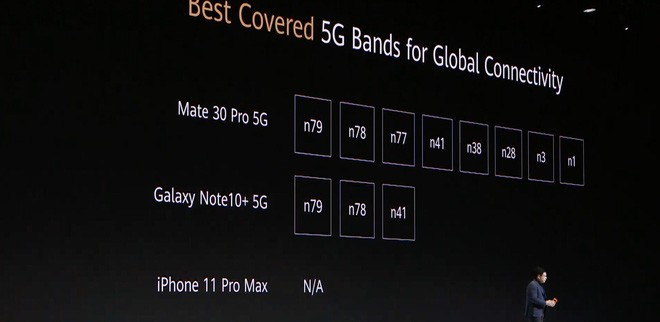 Best Covered 5G Bands for Global Connectivity
Mate 30 Pro 5G n79 n78 n77 n41 n38 n28 n3 n1
Galaxy Note10+ 5G n79 n78 n41
iPhone 11 Pro Max N/A